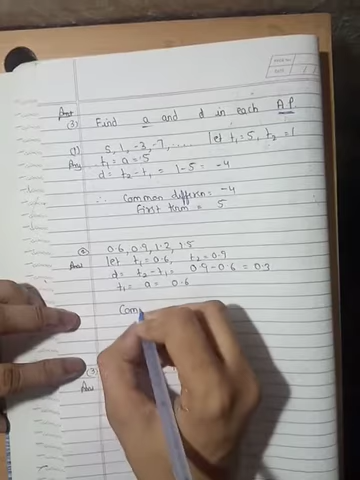 Ans
(3) Find a and d in each A.P.
(1) 5, 1, -3, -7, .... let t₁ = 5, t₂ = 1
Ans t₁ = a = 5
d = t₂ - t₁ = 1-5 = -4
∴ Common differen = -4
First term = 5
(2) 0.6, 0.9, 1.2, 1.5
Ans let t₁ = 0.6, t₂ = 0.9
d = t₂ - t₁ = 0.9 - 0.6 = 0.3
t₁ = a = 0.6
Com
(3)
Ans